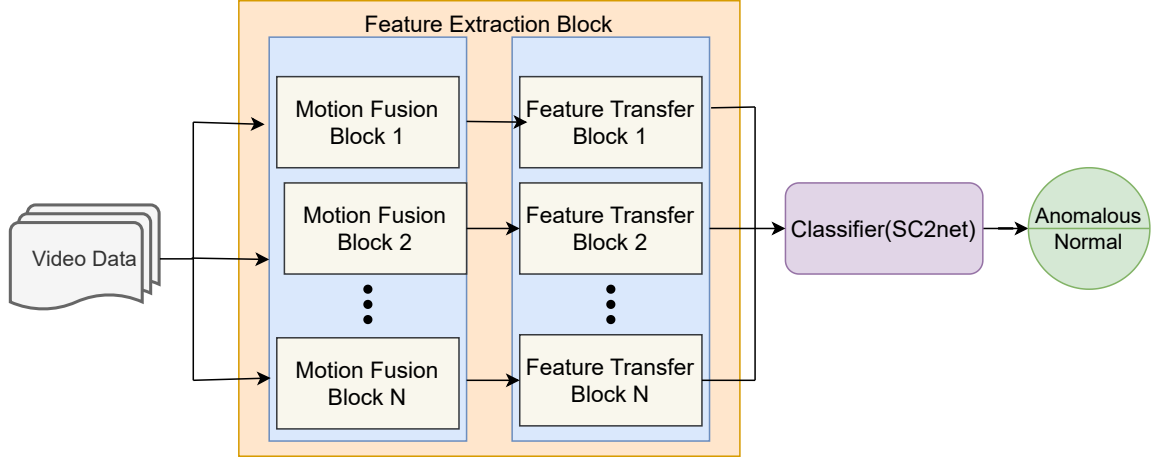 Feature Extraction Block
Motion Fusion
Block 1
Feature Transfer
Block 1
Motion Fusion
Block 2
Feature Transfer
Block 2
Video Data
Classifier(SC2net)
Anomalous
Normal
Motion Fusion
Block N
Feature Transfer
Block N